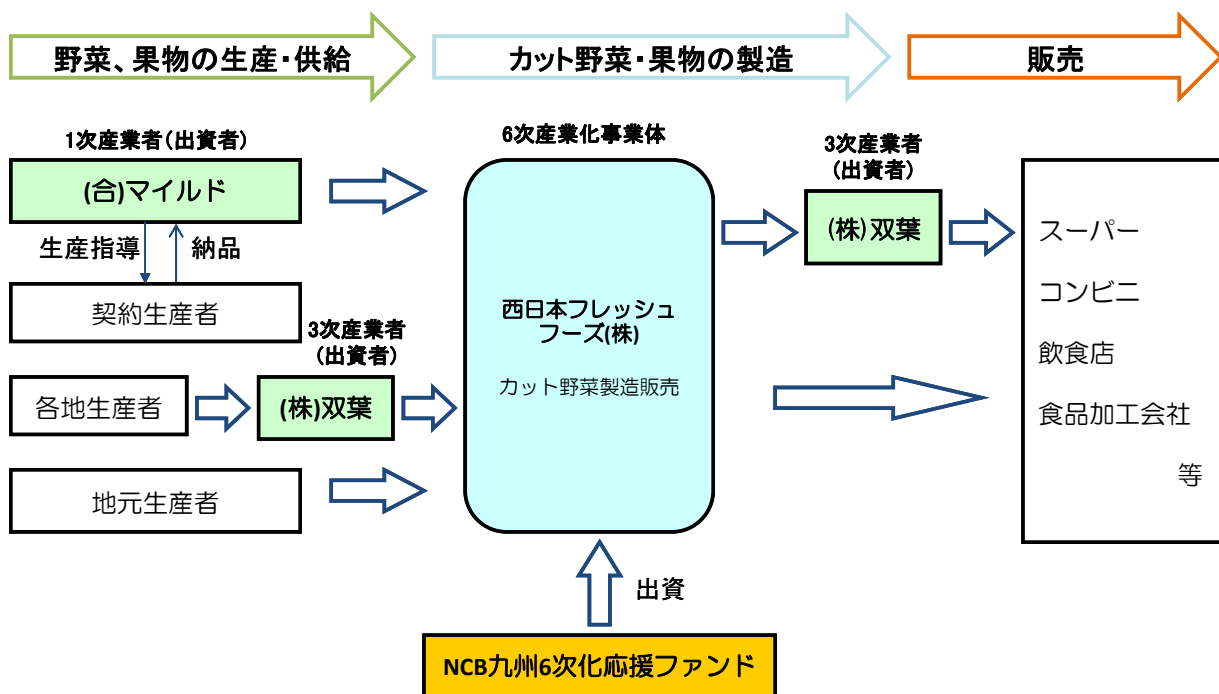 野菜、果物の生産・供給
カット野菜・果物の製造
販売
1次産業者(出資者)
(合)マイルド
生産指導
納品
契約生産者
3次産業者
(出資者)
各地生産者
(株)双葉
地元生産者
6次産業化事業体
西日本フレッシュ
フーズ(株)
カット野菜製造販売
3次産業者
(出資者)
(株)双葉
スーパー
コンビニ
飲食店
食品加工会社
等
出資
NCB九州6次化応援ファンド